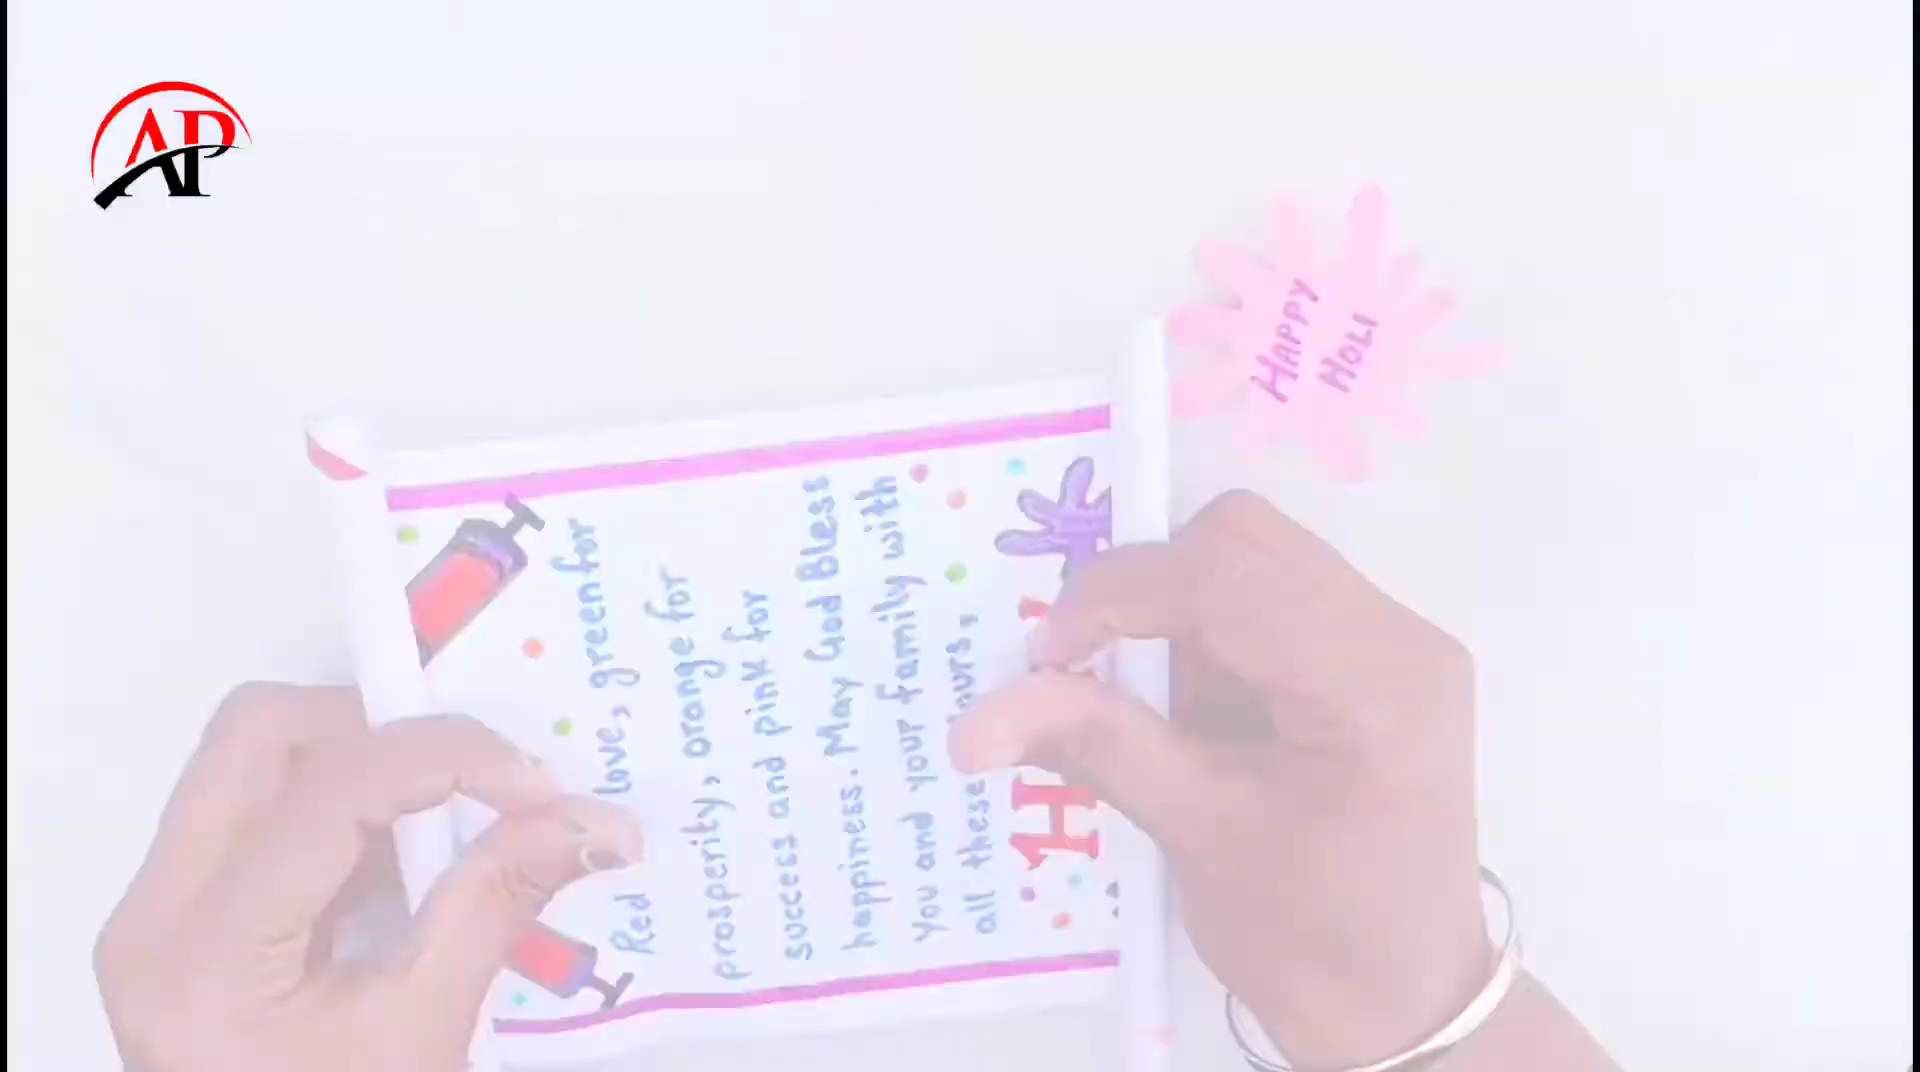 AP
HAPPY
HOLI
Red love, green for
prosperity, orange for
success and pink for
happiness. May God Bless
You and your family with
all these
H